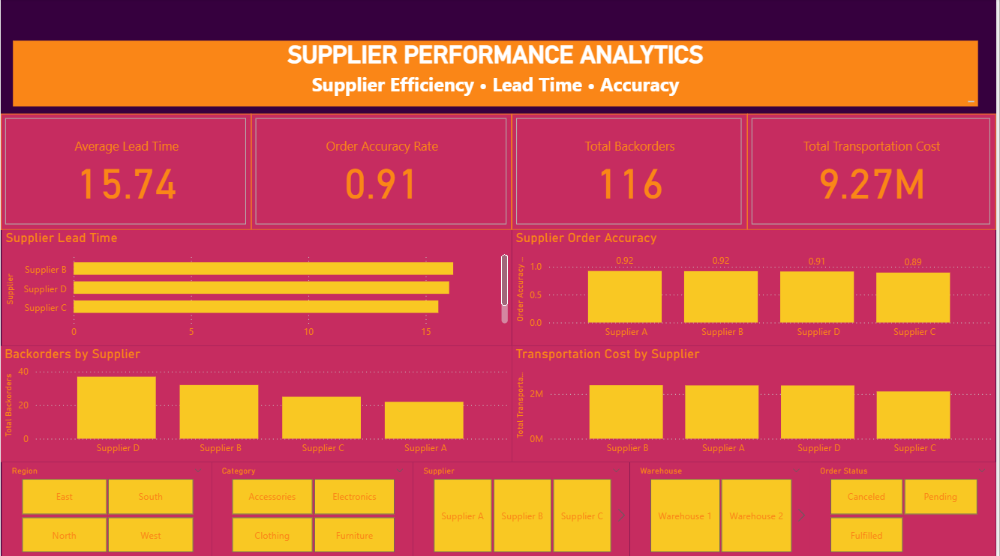 SUPPLIER PERFORMANCE ANALYTICS
Supplier Efficiency • Lead Time • Accuracy
Average Lead Time
15.74
Order Accuracy Rate
0.91
Total Backorders
116
Total Transportation Cost
9.27M
Supplier Lead Time
Supplier
Supplier B
Supplier D
Supplier C
0 5 10 15
Supplier Order Accuracy
Order Accuracy ...
1.0
0.5
0.0
0.92 0.92 0.91 0.89
Supplier A Supplier B Supplier D Supplier C
Backorders by Supplier
Total Backorders
40
20
0
Supplier D Supplier B Supplier C Supplier A
Transportation Cost by Supplier
Total Transporta...
2M
0M
Supplier B Supplier A Supplier D Supplier C
Region
East South
North West
Category
Accessories Electronics
Clothing Furniture
Supplier
Supplier A Supplier B Supplier C
Warehouse
Warehouse 1 Warehouse 2
Order Status
Canceled Pending
Fulfilled